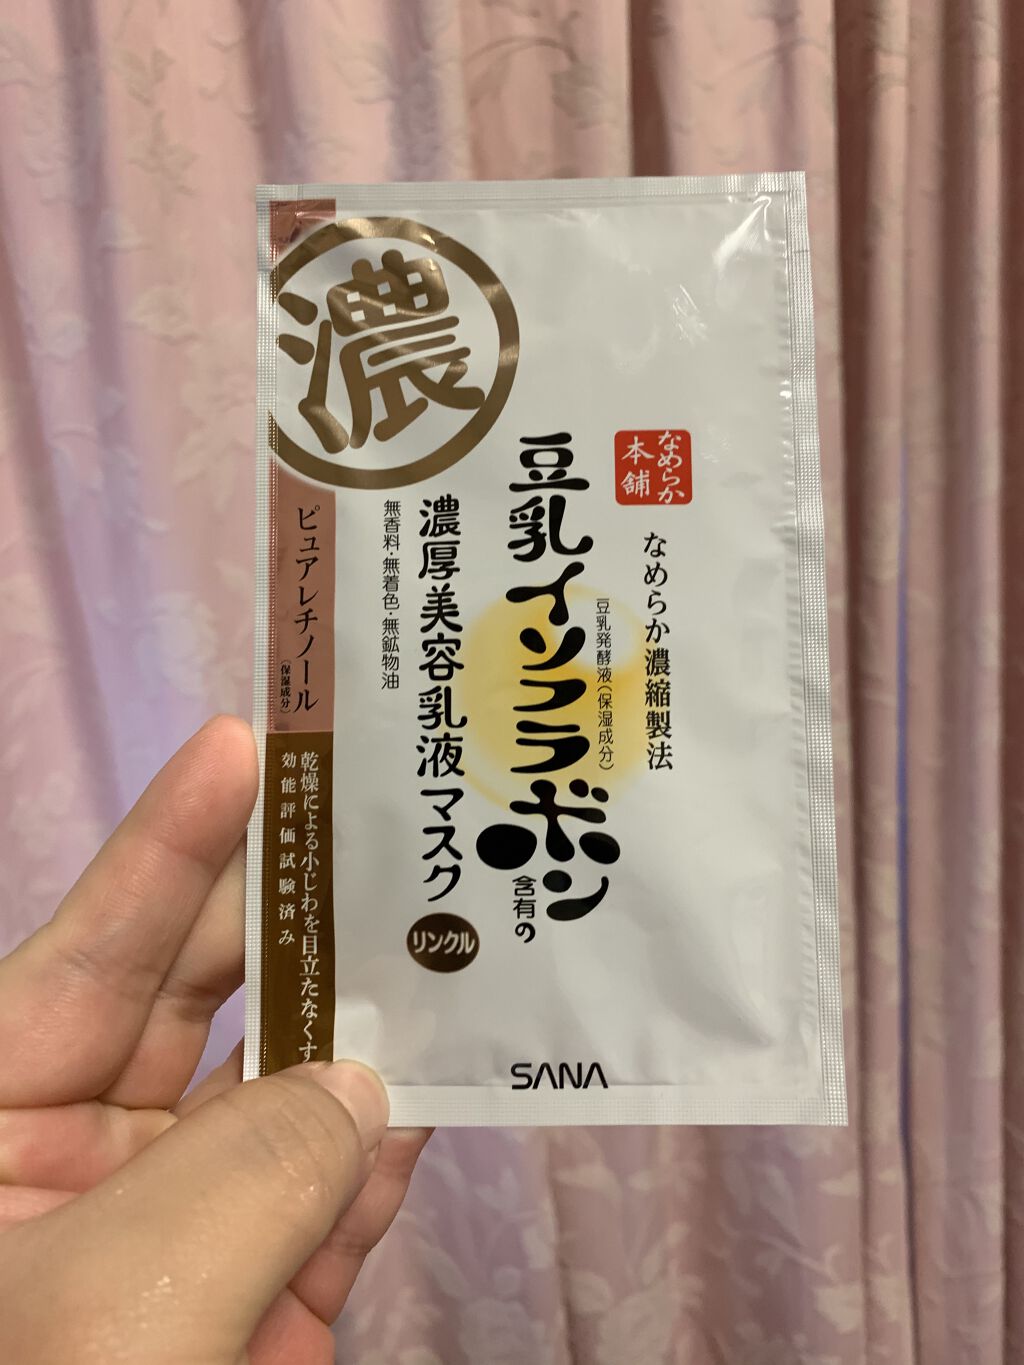 なめらか
本舗
なめらか濃縮製法
豆乳発酵液(保湿成分)
豆乳イソフラボン
含有の
濃厚美容乳液マスク
リンクル
無香料・無着色・無鉱物油
濃
ピュアレチノール
(保湿成分)
乾燥による小じわを目立たなくす
効能評価試験済み
SANA